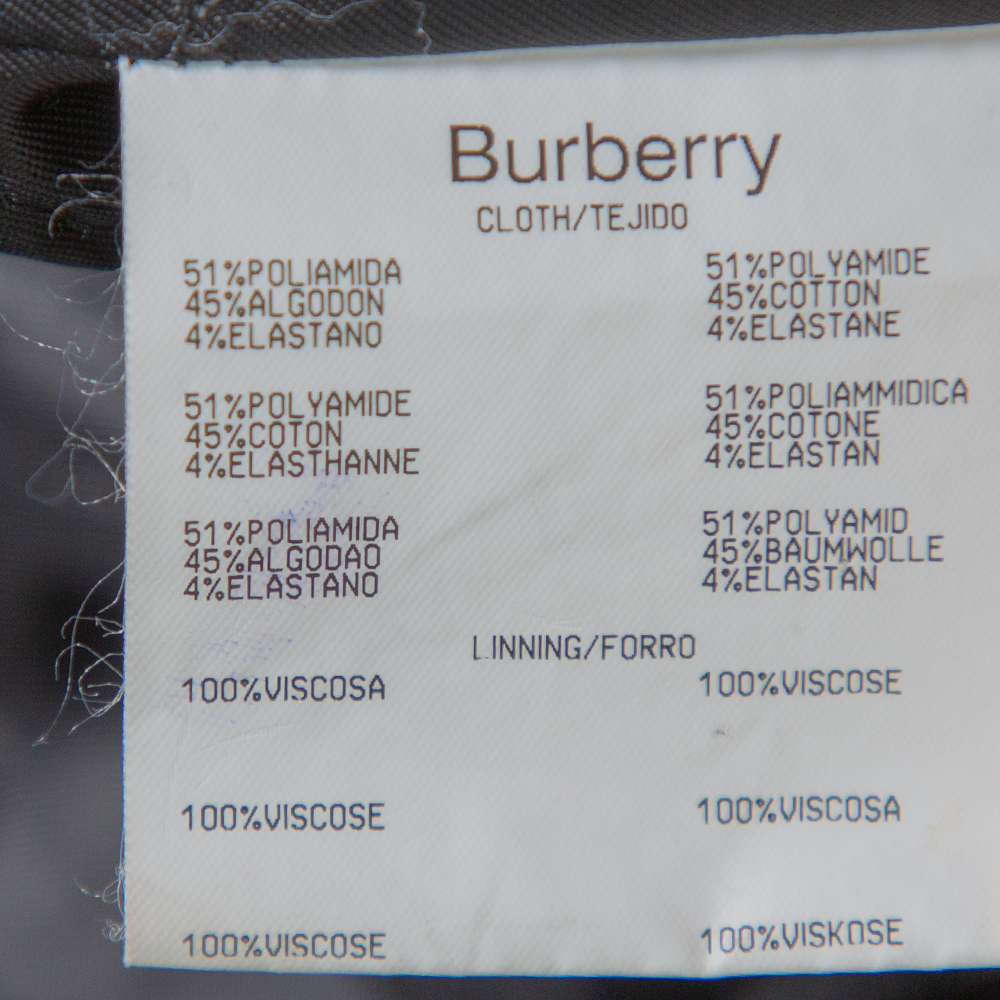 Burberry
CLOTH/TEJIDO
51%POLIAMIDA
45%ALGODON
4%ELASTANO
51%POLYAMIDE
45%COTTON
4%ELASTANE
51%POLYAMIDE
45%COTON
4%ELASTHANNE
51%POLIAMMIDICA
45%COTONE
4%ELASTAN
51%POLIAMIDA
45%ALGODAO
4%ELASTANO
51%POLYAMID
45%BAUMWOLLE
4%ELASTAN
LINNING/FORRO
100%VISCOSA
100%VISCOSE
100%VISCOSE
100%VISCOSA
100%VISCOSE
100%VISKOSE